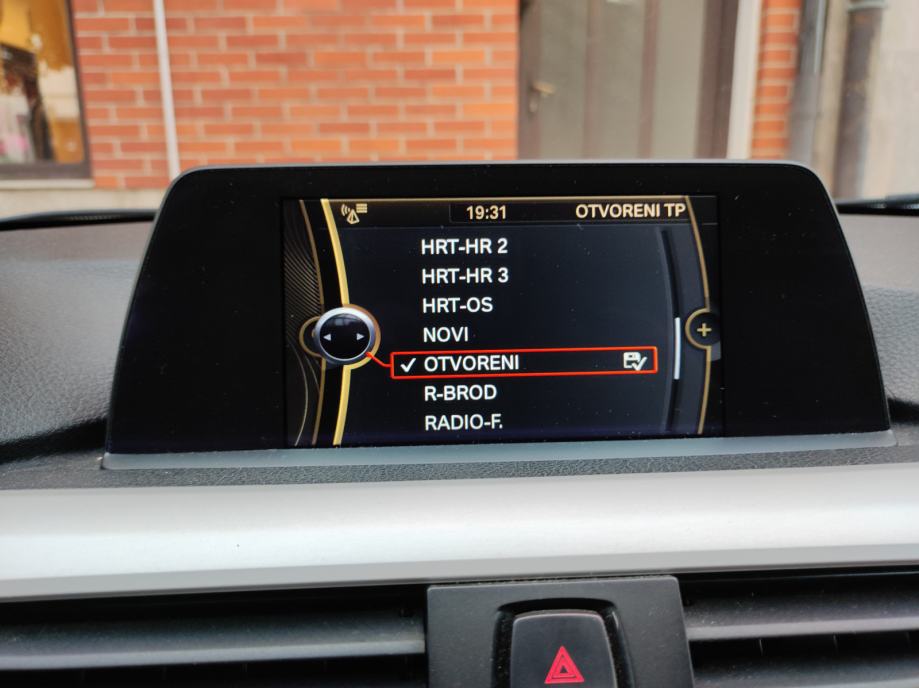 19:31 OTVORENI TP
HRT-HR 2
HRT-HR 3
HRT-OS
NOVI
OTVORENI
R-BROD
RADIO-F.